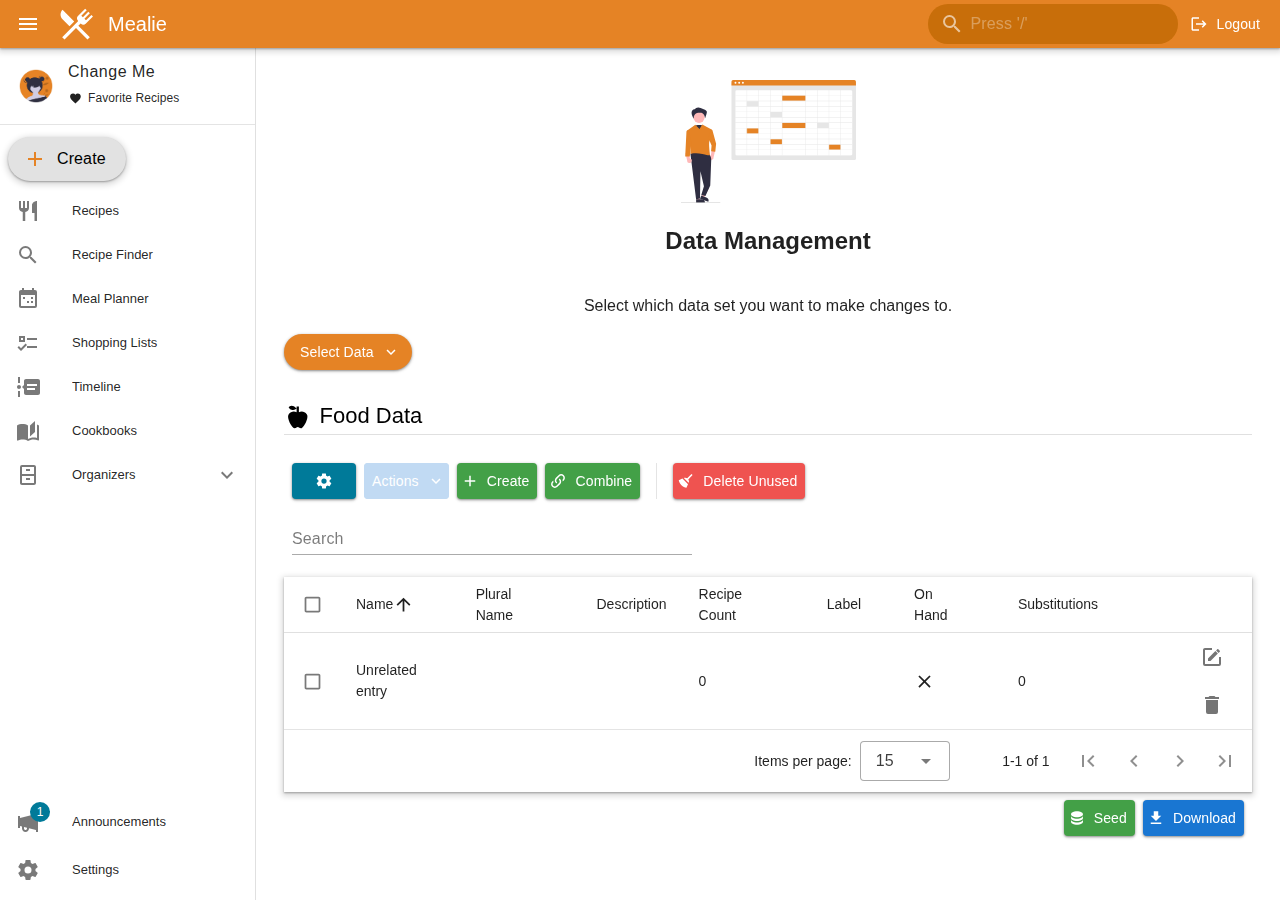 Mealie
Press '/'
Logout
Change Me
Favorite Recipes
Create
Recipes
Recipe Finder
Meal Planner
Shopping Lists
Timeline
Cookbooks
Organizers
1
Announcements
Settings
Data Management
Select which data set you want to make changes to.
Select Data
Food Data
Actions
Create
Combine
Delete Unused
Search
Name
Plural
Name
Description
Recipe
Count
Label
On
Hand
Substitutions
Unrelated
entry
0
0
Items per page:
15
1-1 of 1
Seed
Download